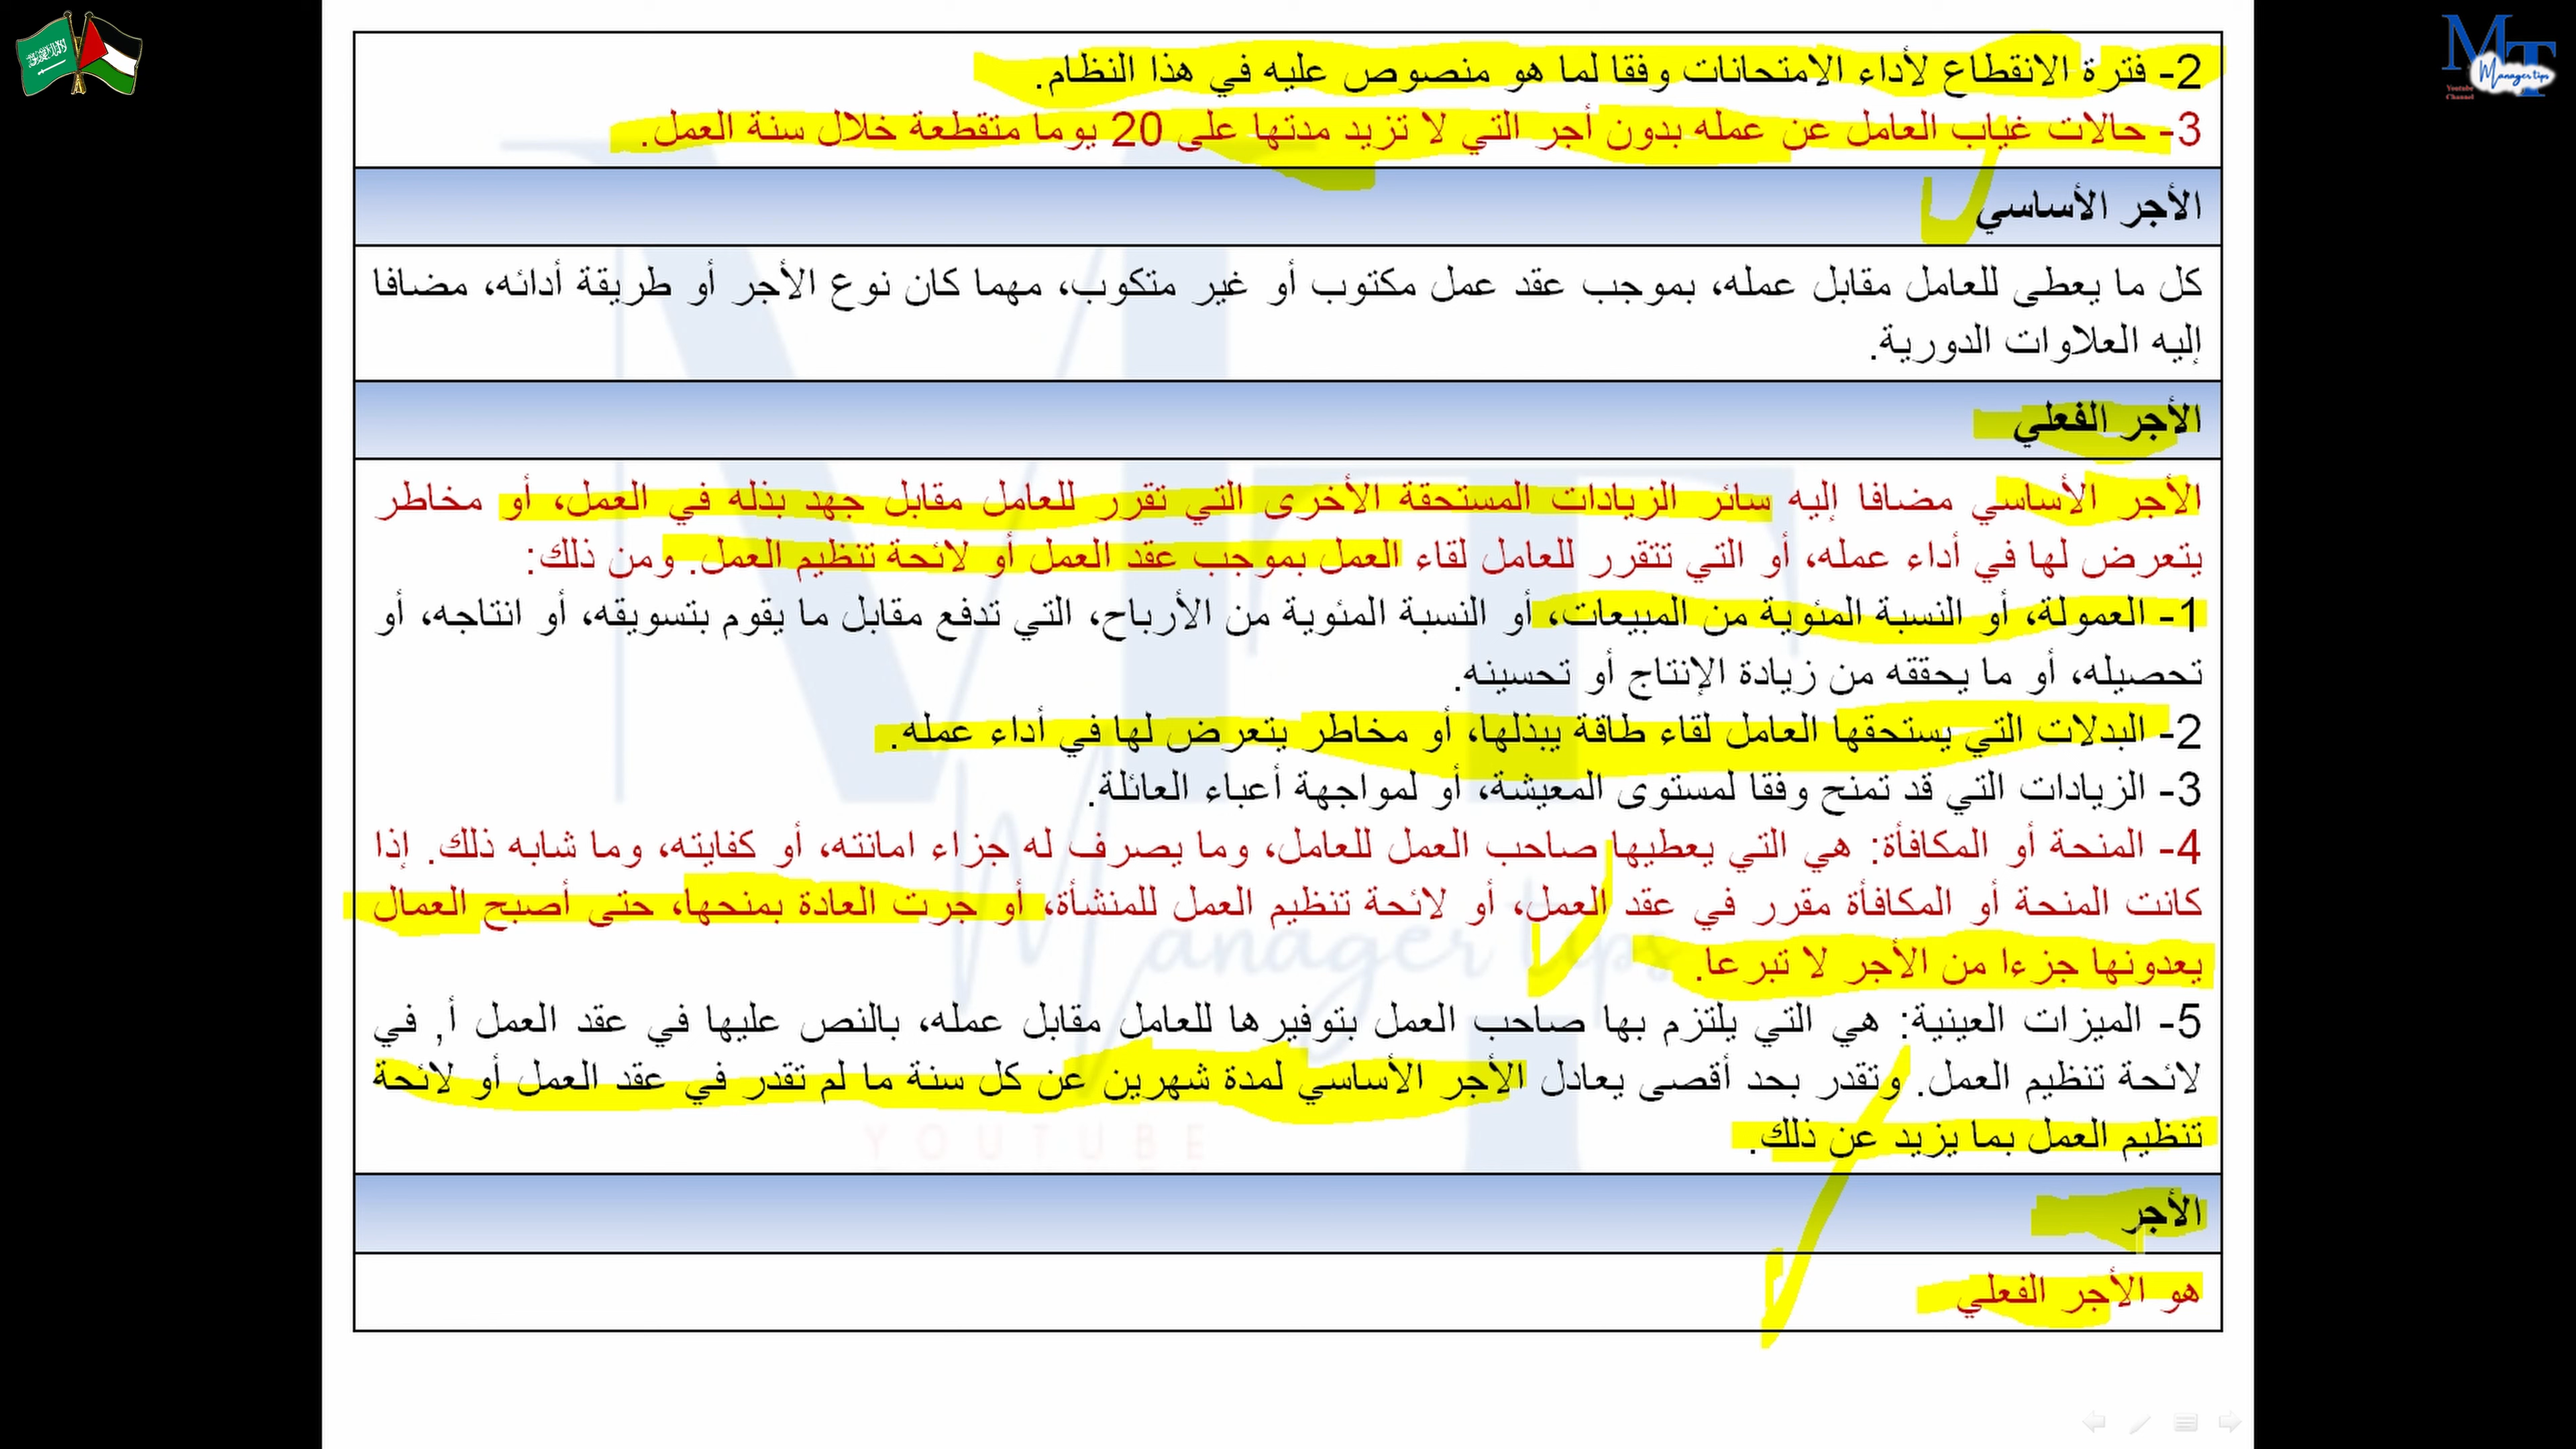 2- فترة الانقطاع لأداء الامتحانات وفقا لما هو منصوص عليه في هذا النظام.
3- حالات غياب العامل عن عمله بدون أجر التي لا تزيد مدتها على 20 يوما متقطعة خلال سنة العمل.
الأجر الأساسي
كل ما يعطى للعامل مقابل عمله، بموجب عقد عمل مكتوب أو غير متكوب، مهما كان نوع الأجر أو طريقة أدائه، مضافا
إليه العلاوات الدورية.
الأجر الفعلي
الأجر الأساسي مضافا إليه سائر الزيادات المستحقة الأخرى التي تقرر للعامل مقابل جهد بذله في العمل، أو مخاطر
يتعرض لها في أداء عمله، أو التي تتقرر للعامل لقاء العمل بموجب عقد العمل أو لائحة تنظيم العمل. ومن ذلك:
1- العمولة، أو النسبة المئوية من المبيعات، أو النسبة المئوية من الأرباح، التي تدفع مقابل ما يقوم بتسويقه، أو انتاجه، أو
تحصيله، أو ما يحققه من زيادة الإنتاج أو تحسينه.
2- البدلات التي يستحقها العامل لقاء طاقة يبذلها، أو مخاطر يتعرض لها في أداء عمله.
3- الزيادات التي قد تمنح وفقا لمستوى المعيشة، أو لمواجهة أعباء العائلة.
4- المنحة أو المكافأة: هي التي يعطيها صاحب العمل للعامل، وما يصرف له جزاء امانته، أو كفايته، وما شابه ذلك. إذا
كانت المنحة أو المكافأة مقرر في عقد العمل، أو لائحة تنظيم العمل للمنشأة، أو جرت العادة بمنحها، حتى أصبح العمال
يعدونها جزءا من الأجر لا تبرعا.
5- الميزات العينية: هي التي يلتزم بها صاحب العمل بتوفيرها للعامل مقابل عمله، بالنص عليها في عقد العمل أ, في
لائحة تنظيم العمل. وتقدر بحد أقصى يعادل الأجر الأساسي لمدة شهرين عن كل سنة ما لم تقدر في عقد العمل أو لائحة
تنظيم العمل بما يزيد عن ذلك.
الأجر
هو الأجر الفعلي
MT
Manager tips
Youtube
Channel
MT
Manager tips
YOUTUBE